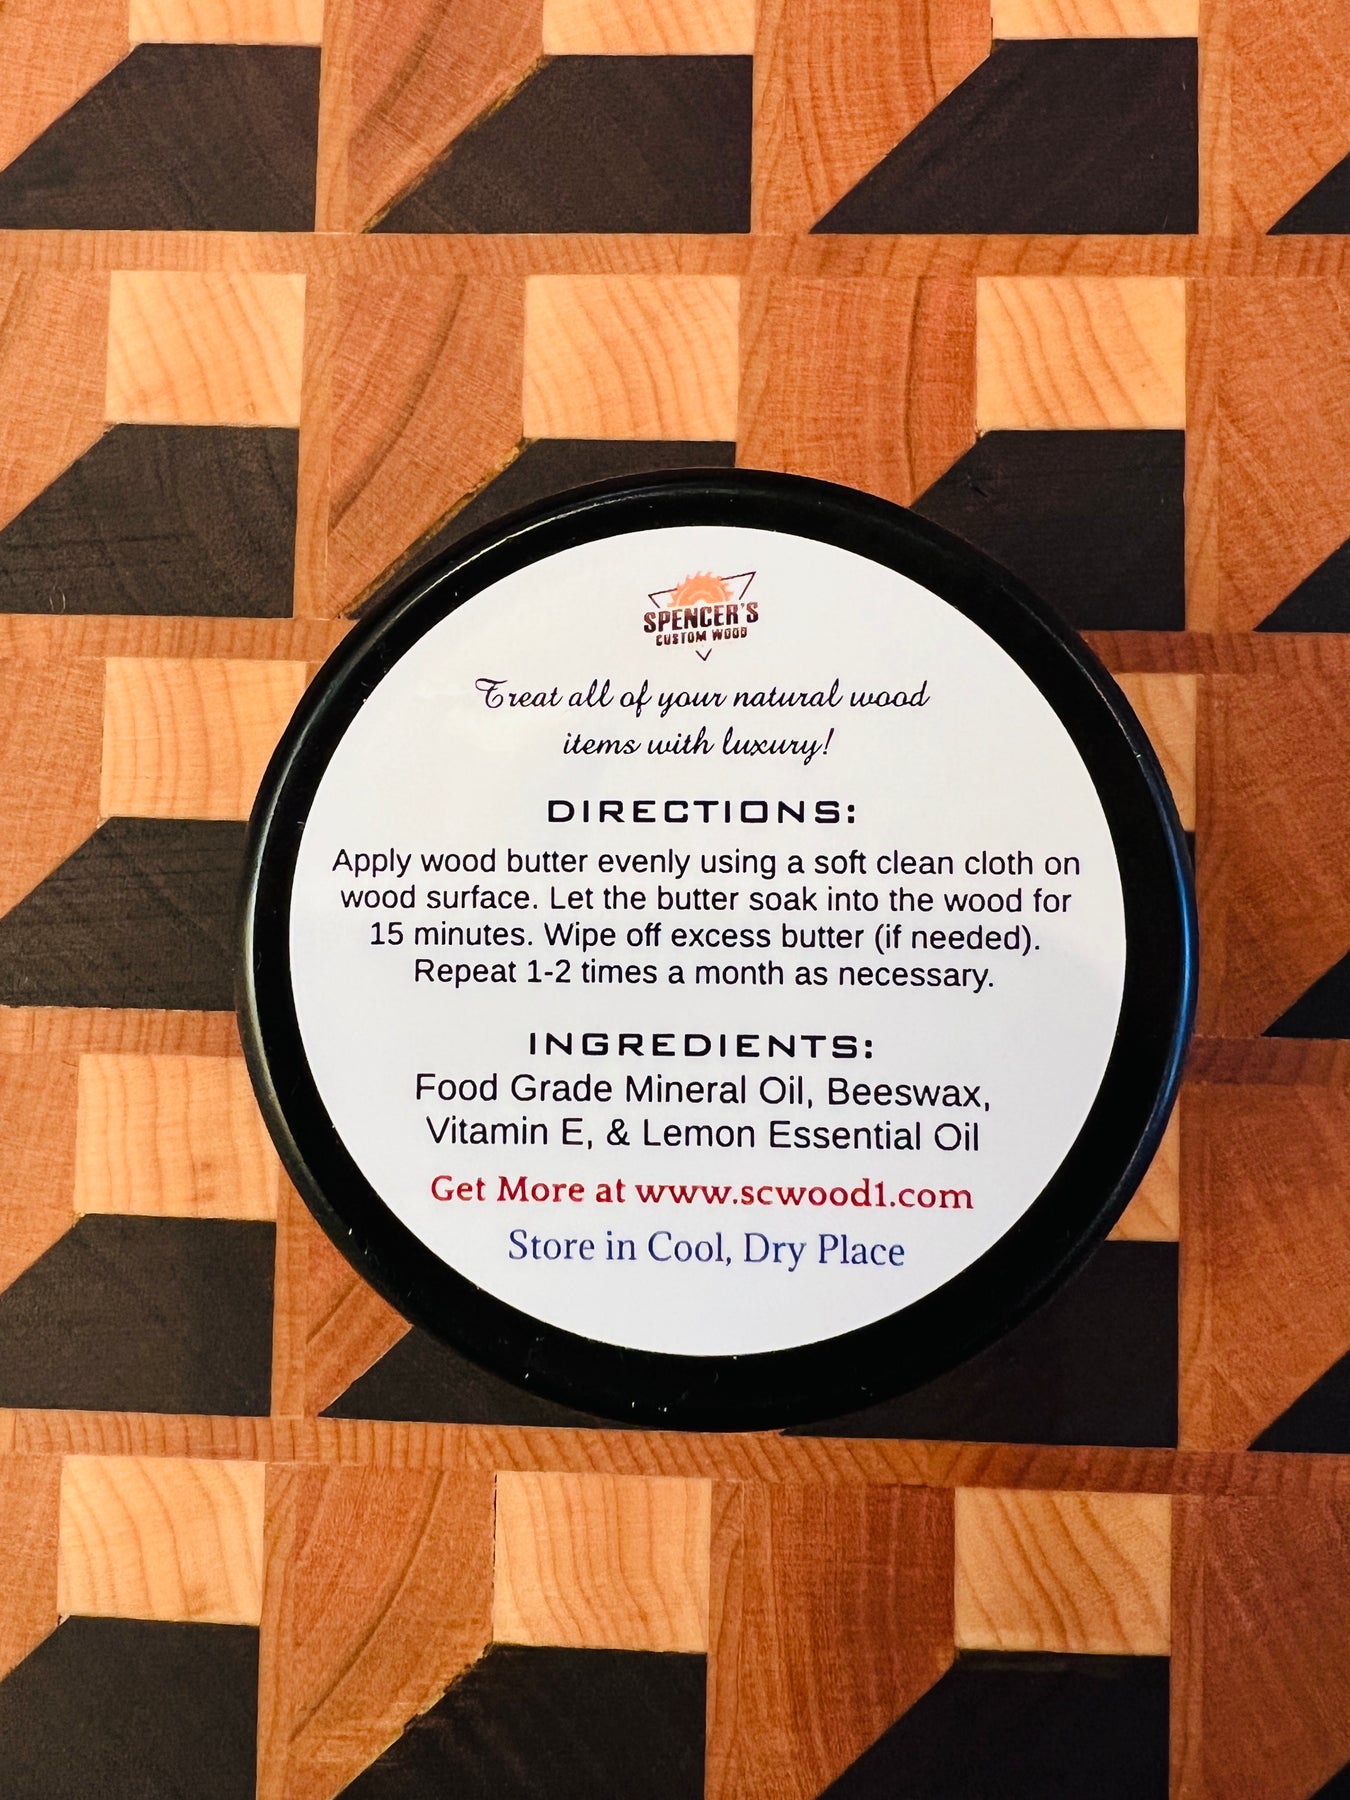 SPENCER'S
CUSTOM WOOD
Treat all of your natural wood
items with luxury!
DIRECTIONS:
Apply wood butter evenly using a soft clean cloth on
wood surface. Let the butter soak into the wood for
15 minutes. Wipe off excess butter (if needed).
Repeat 1-2 times a month as necessary.
INGREDIENTS:
Food Grade Mineral Oil, Beeswax,
Vitamin E, & Lemon Essential Oil
Get More at www.scwood1.com
Store in Cool, Dry Place